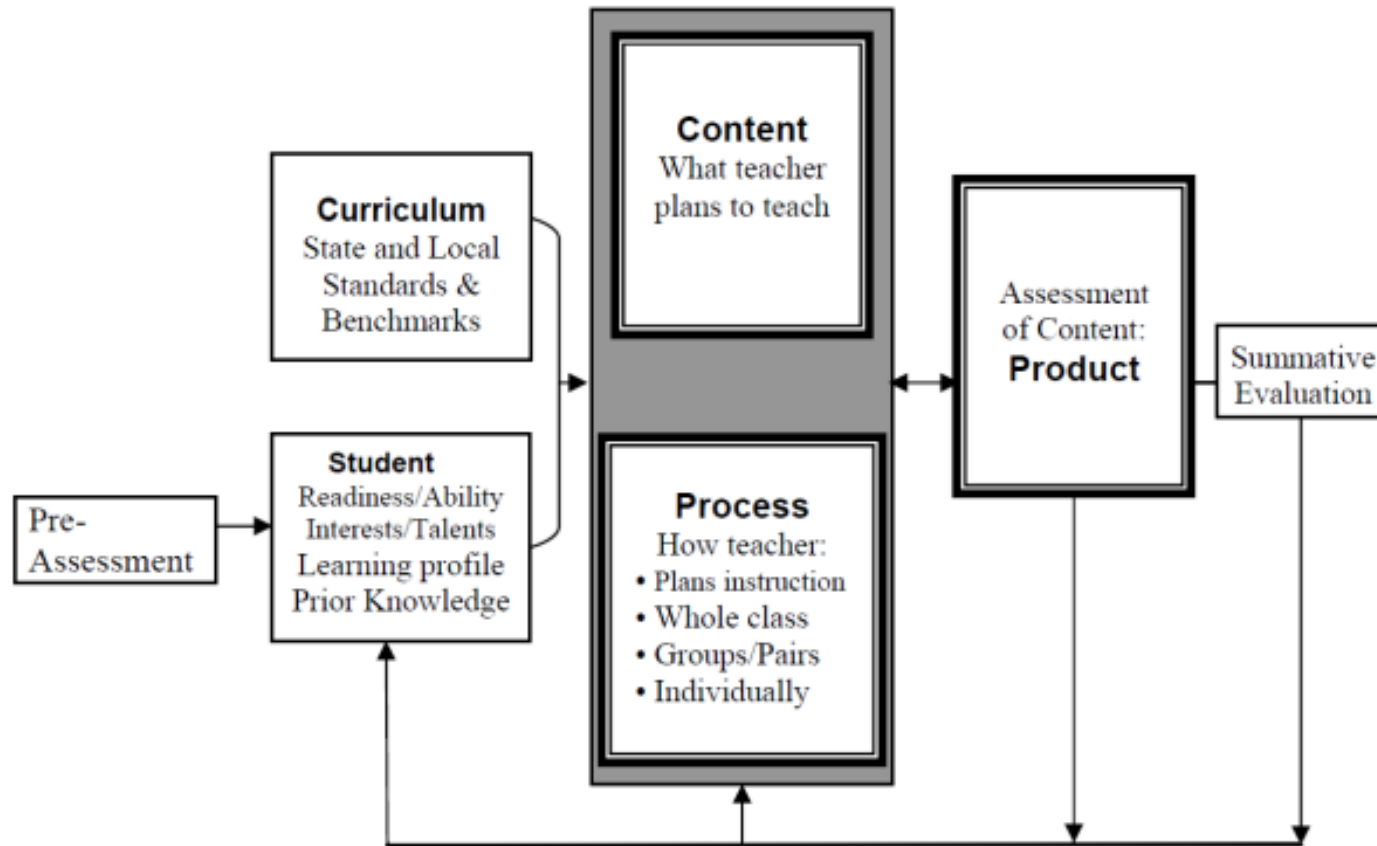 Pre-
Assessment
Curriculum
State and Local
Standards &
Benchmarks
Student
Readiness/Ability
Interests/Talents
Learning profile
Prior Knowledge
Content
What teacher
plans to teach
Process
How teacher:
• Plans instruction
• Whole class
• Groups/Pairs
• Individually
Assessment
of Content:
Product
Summative
Evaluation